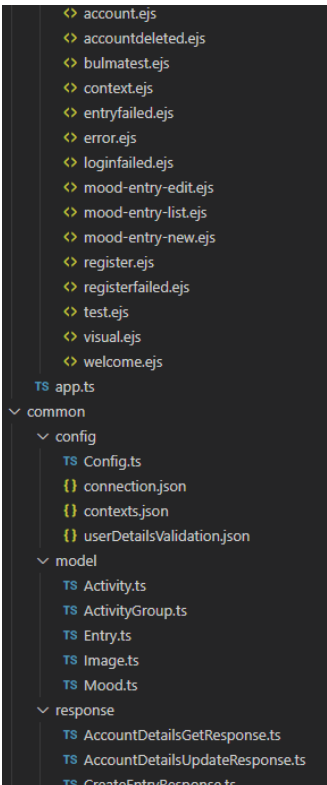 <> account.ejs
<> accountdeleted.ejs
<> bulmatest.ejs
<> context.ejs
<> entryfailed.ejs
<> error.ejs
<> loginfailed.ejs
<> mood-entry-edit.ejs
<> mood-entry-list.ejs
<> mood-entry-new.ejs
<> register.ejs
<> registerfailed.ejs
<> test.ejs
<> visual.ejs
<> welcome.ejs
TS app.ts
common
config
TS Config.ts
{} connection.json
{} contexts.json
{} userDetailsValidation.json
model
TS Activity.ts
TS ActivityGroup.ts
TS Entry.ts
TS Image.ts
TS Mood.ts
response
TS AccountDetailsGetResponse.ts
TS AccountDetailsUpdateResponse.ts
TS CreateEntryResponse.ts